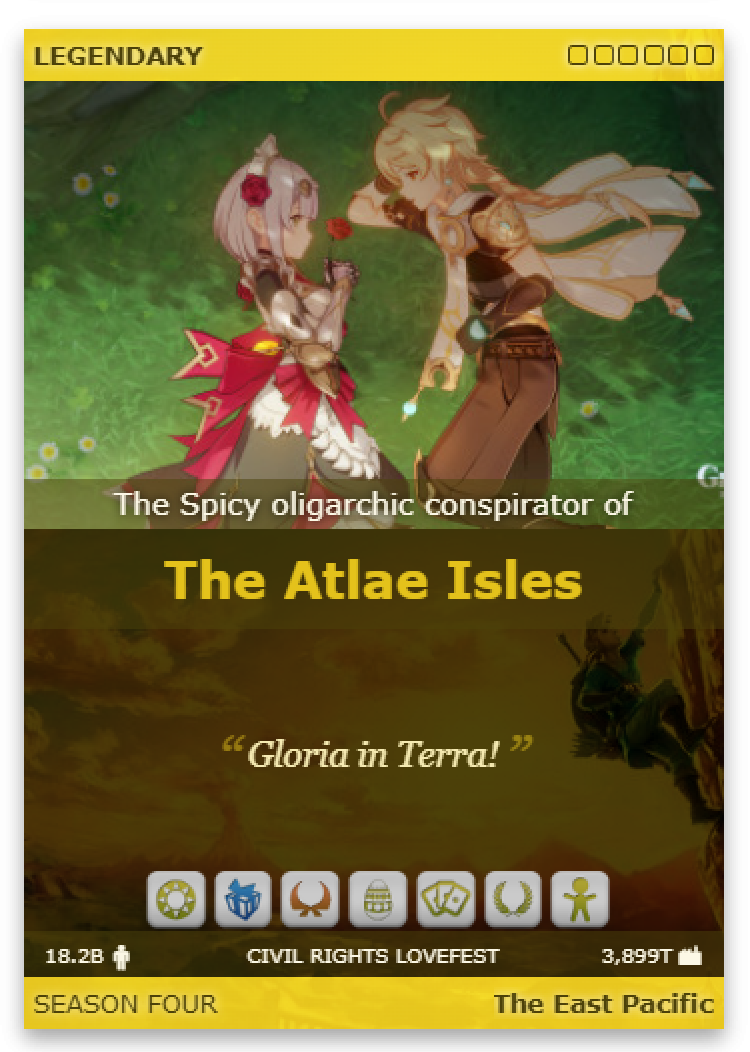 LEGENDARY
The Spicy oligarchic conspirator of
The Atlae Isles
“Gloria in Terra! ”
18.2B CIVIL RIGHTS LOVEFEST 3,899T
SEASON FOUR The East Pacific